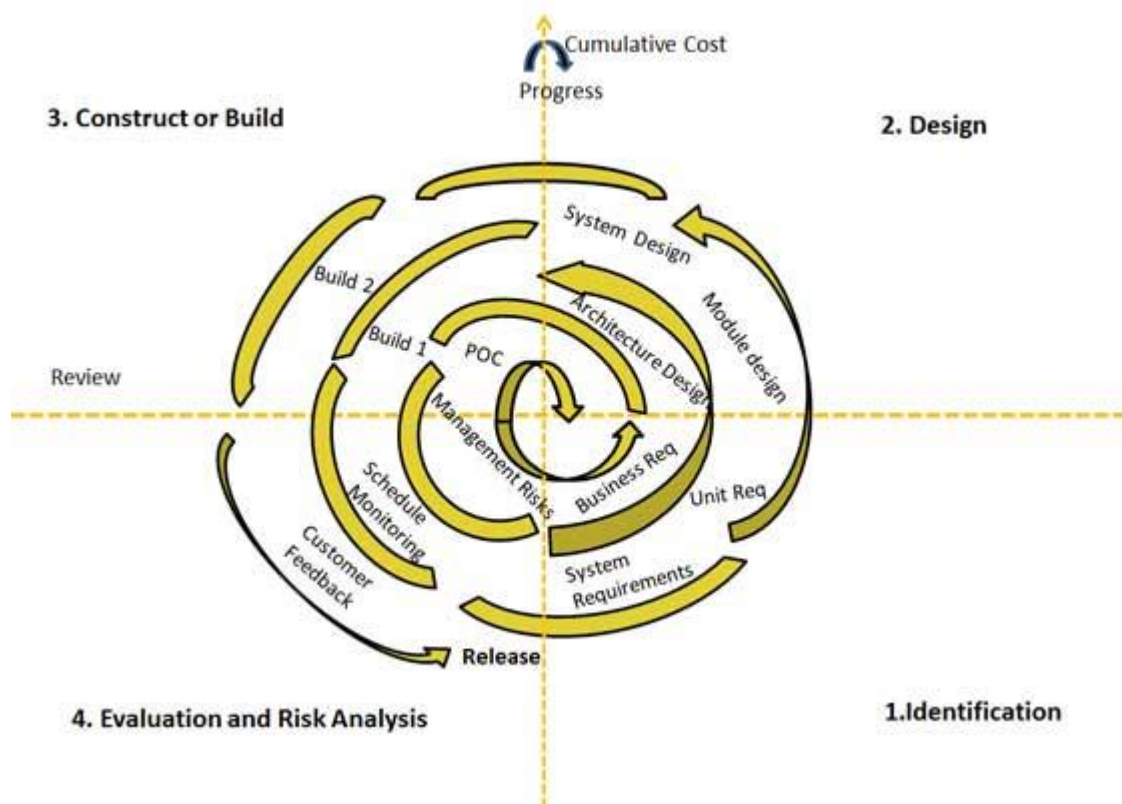 Cumulative Cost
Progress
3. Construct or Build
2. Design
System Design
Build 2
Module design
Architecture Design
Build 1
POC
Review
Management Risks
Business Req
Unit Req
Schedule
Monitoring
System
Requirements
Customer
Feedback
Release
4. Evaluation and Risk Analysis
1.Identification